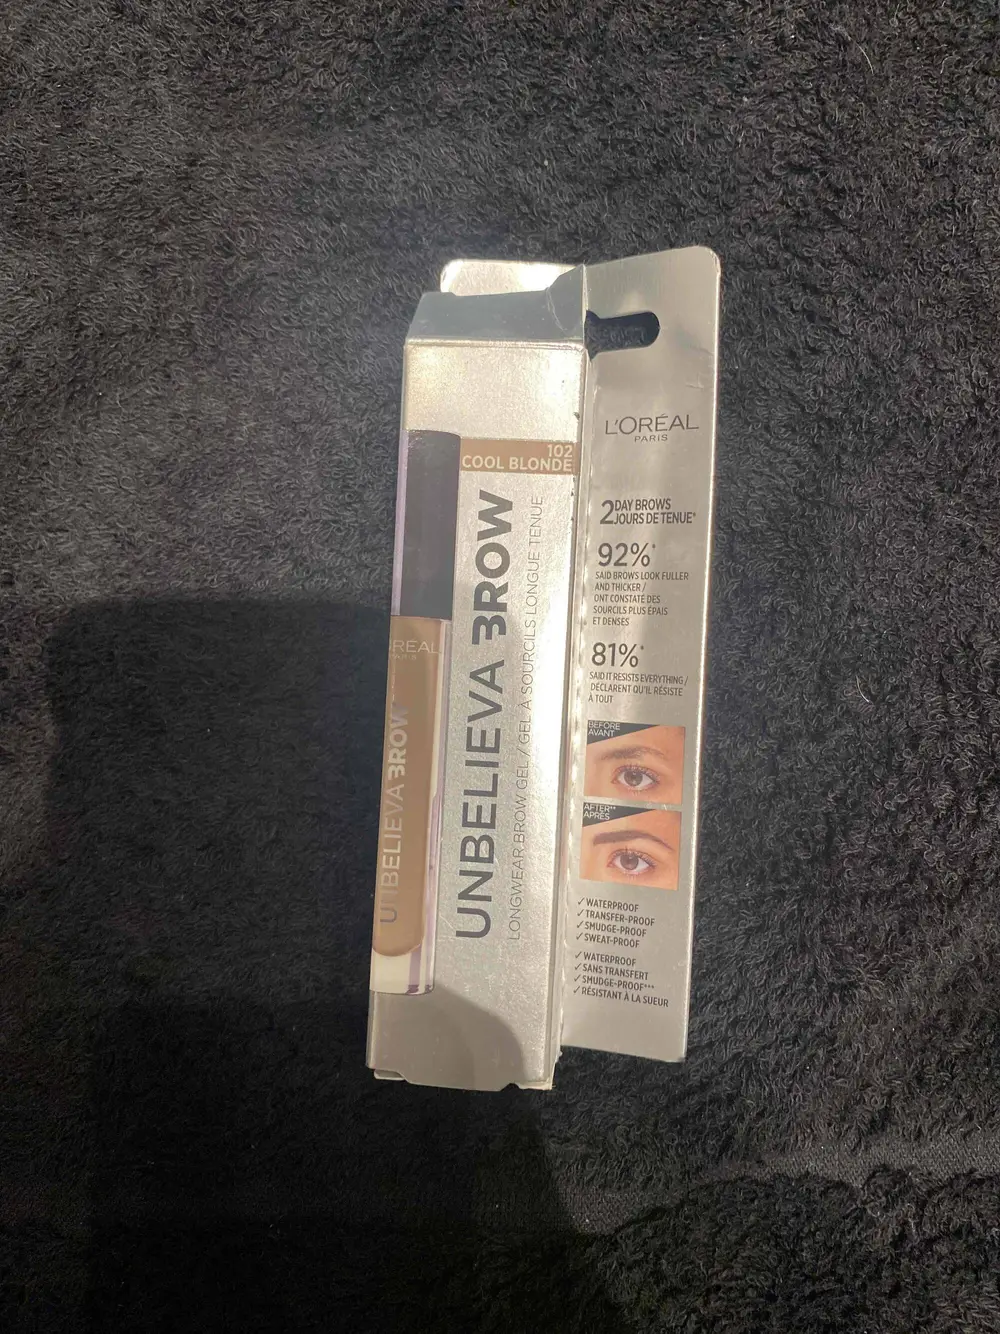 102
COOL BLONDE
UNBELIEVA BROW
LONGWEAR BROW GEL / GEL À SOURCILS LONGUE TENUE
PARIS
UNBELIEVA BROW
L'ORÉAL
PARIS
2 DAY BROWS
JOURS DE TENUE*
92%*
SAID BROWS LOOK FULLER
AND THICKER /
ONT CONSTATÉ DES
SOURCILS PLUS ÉPAIS
ET DENSES
81%*
SAID IT RESISTS EVERYTHING /
DÉCLARENT QU'IL RÉSISTE
À TOUT
BEFORE
AVANT
AFTER**
APRÈS
✓ WATERPROOF
✓ TRANSFER-PROOF
✓ SMUDGE-PROOF
✓ SWEAT-PROOF
✓ WATERPROOF
✓ SANS TRANSFERT
✓ SMUDGE-PROOF***
✓ RÉSISTANT À LA SUEUR